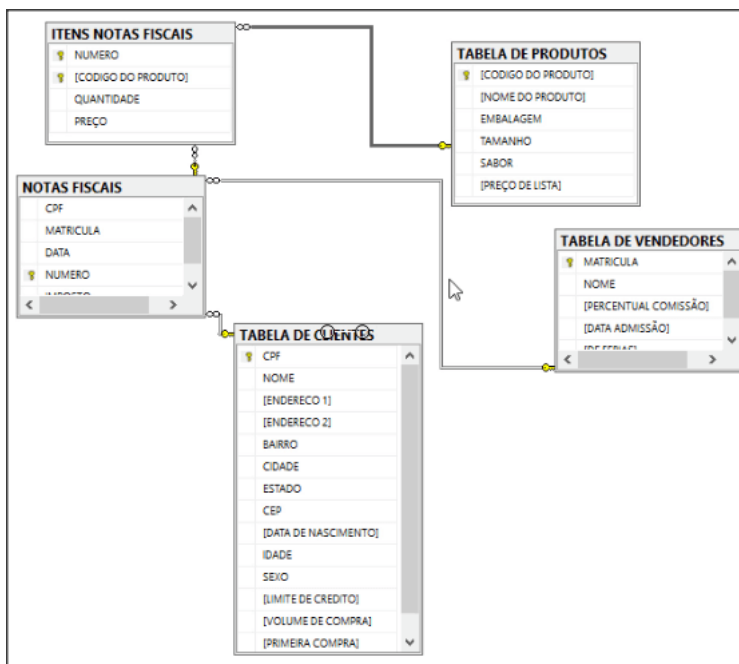 ITENS NOTAS FISCAIS
NUMERO
[CODIGO DO PRODUTO]
QUANTIDADE
PREÇO
TABELA DE PRODUTOS
[CODIGO DO PRODUTO]
[NOME DO PRODUTO]
EMBALAGEM
TAMANHO
SABOR
[PREÇO DE LISTA]
NOTAS FISCAIS
CPF
MATRICULA
DATA
NUMERO
IMPOSTO
TABELA DE VENDEDORES
MATRICULA
NOME
[PERCENTUAL COMISSÃO]
[DATA ADMISSÃO]
[DE FERIAS]
TABELA DE CLIENTES
CPF
NOME
[ENDERECO 1]
[ENDERECO 2]
BAIRRO
CIDADE
ESTADO
CEP
[DATA DE NASCIMENTO]
IDADE
SEXO
[LIMITE DE CREDITO]
[VOLUME DE COMPRA]
[PRIMEIRA COMPRA]